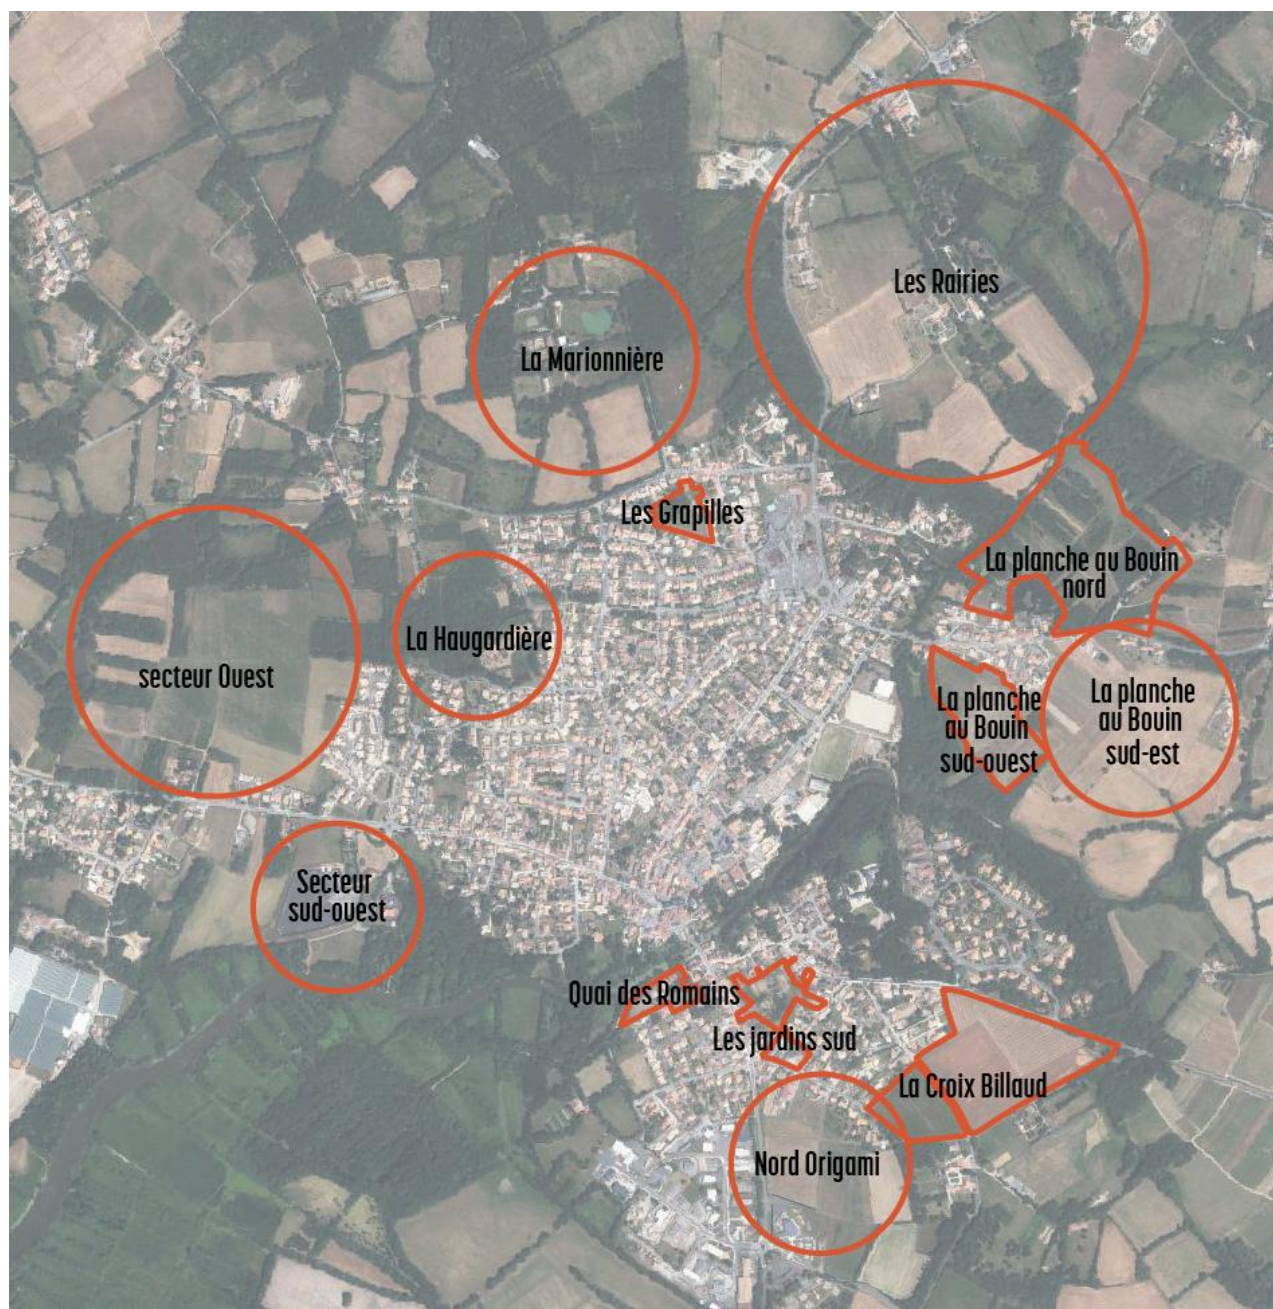 Les Rairies
La Marionnière
Les Grapilles
La planche au Bouin
nord
La Haugardière
secteur Ouest
La planche
au Bouin
sud-ouest
La planche
au Bouin
sud-est
Secteur
sud-ouest
Quai des Romains
Les jardins sud
La Croix Billaud
Nord Origami